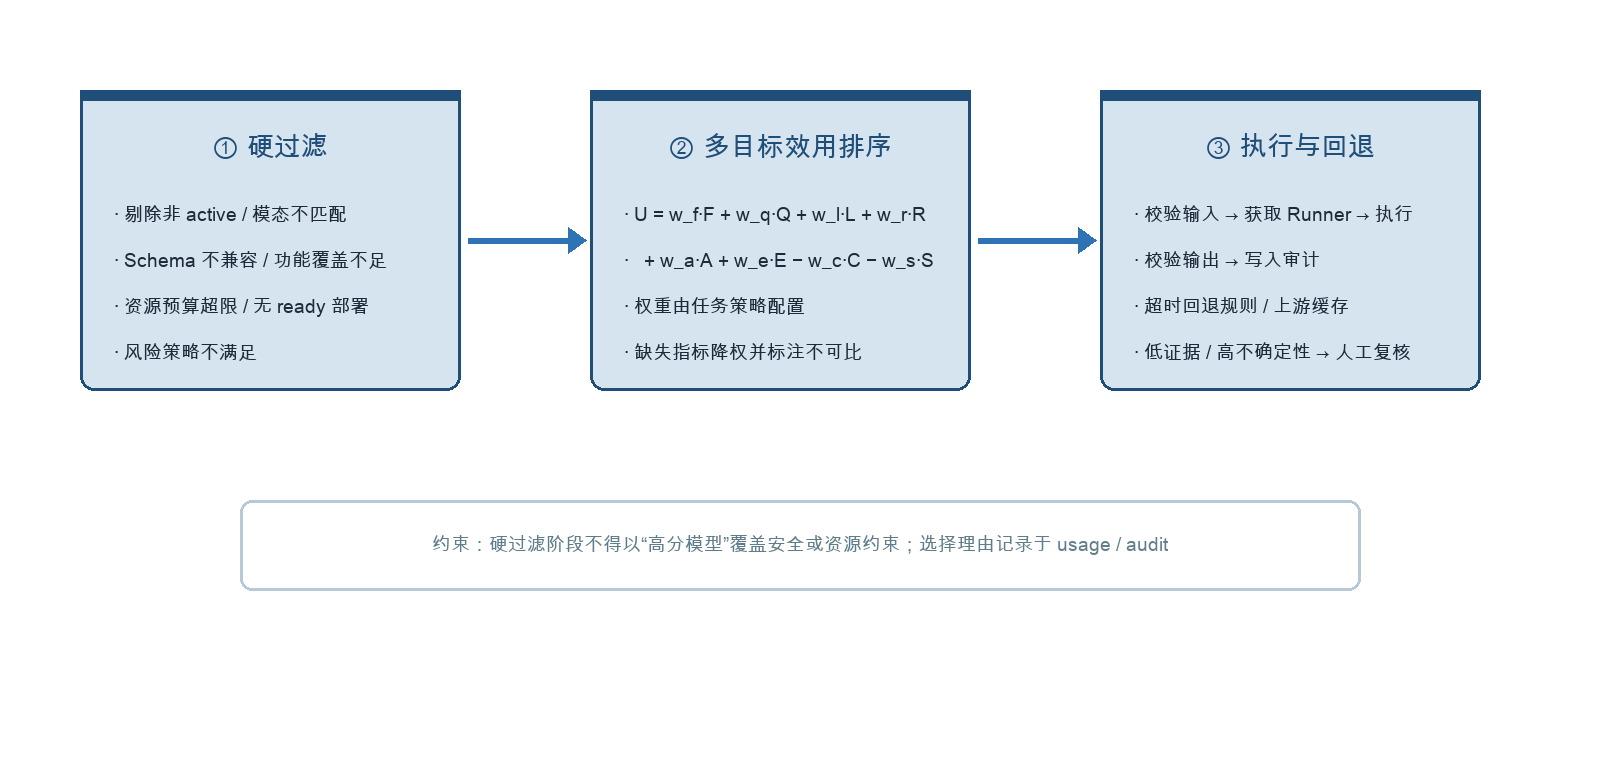 ① 硬过滤
· 剔除非 active / 模态不匹配
· Schema 不兼容 / 功能覆盖不足
· 资源预算超限 / 无 ready 部署
· 风险策略不满足
② 多目标效用排序
· U = w_f·F + w_q·Q + w_l·L + w_r·R
· + w_a·A + w_e·E − w_c·C − w_s·S
· 权重由任务策略配置
· 缺失指标降权并标注不可比
③ 执行与回退
· 校验输入 → 获取 Runner → 执行
· 校验输出 → 写入审计
· 超时回退规则 / 上游缓存
· 低证据 / 高不确定性 → 人工复核
约束：硬过滤阶段不得以“高分模型”覆盖安全或资源约束；选择理由记录于 usage / audit